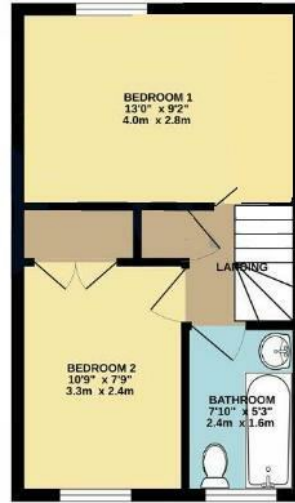 BEDROOM 1
13'0" x 9'2"
4.0m x 2.8m
LANDING
BEDROOM 2
10'9" x 7'9"
3.3m x 2.4m
BATHROOM
7'10" x 5'3"
2.4m x 1.6m